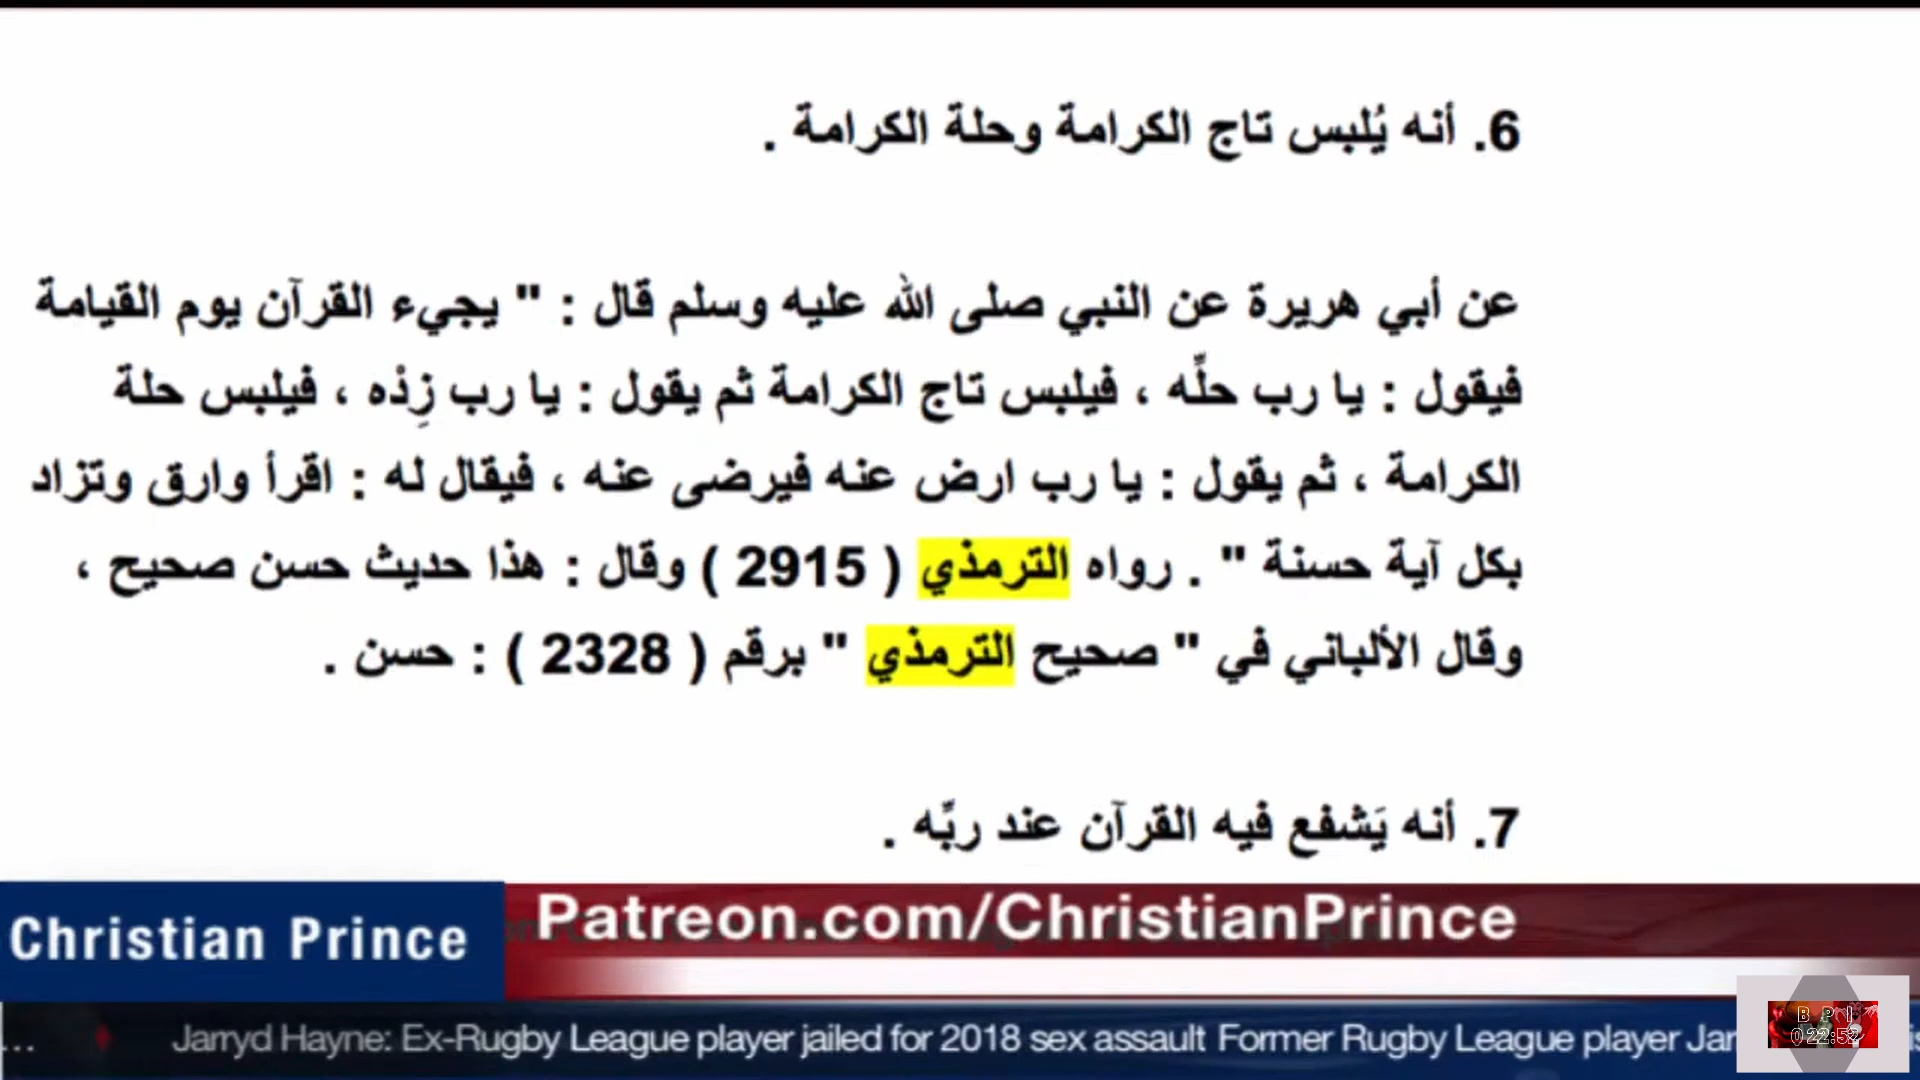 6. أنه يُلبس تاج الكرامة وحلة الكرامة .
عن أبي هريرة عن النبي صلى الله عليه وسلم قال : " يجيء القرآن يوم القيامة
فيقول : يا رب حلِّه ، فيلبس تاج الكرامة ثم يقول : يا رب زِدْه ، فيلبس حلة
الكرامة ، ثم يقول : يا رب ارض عنه فيرضى عنه ، فيقال له : اقرأ وارق وتزاد
بكل آية حسنة " . رواه الترمذي ( 2915 ) وقال : هذا حديث حسن صحيح ،
وقال الألباني في " صحيح الترمذي " برقم ( 2328 ) : حسن .
7. أنه يَشفع فيه القرآن عند ربِّه .
Christian Prince
Patreon.com/ChristianPrince
... Jarryd Hayne: Ex-Rugby League player jailed for 2018 sex assault Former Rugby League player Jar